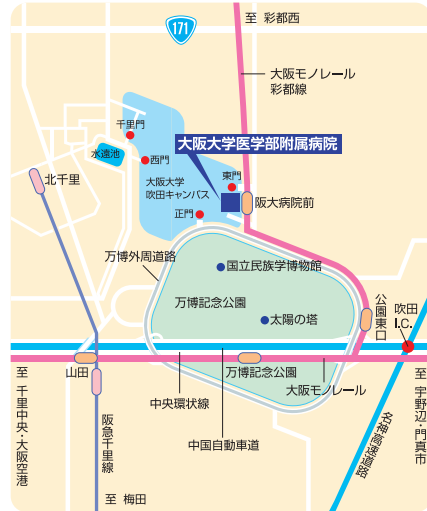 至 彩都西
171
大阪モノレール
彩都線
千里門
大阪大学医学部附属病院
水遠池
西門
北千里
大阪大学
吹田キャンパス
東門
阪大病院前
正門
万博外周道路
国立民族学博物館
万博記念公園
太陽の塔
公園東口
吹田
I.C.
山田
万博記念公園
大阪モノレール
中央環状線
中国自動車道
至 千里中央・大阪空港
阪急千里線
至 梅田
名神高速道路
至 宇野辺・門真市